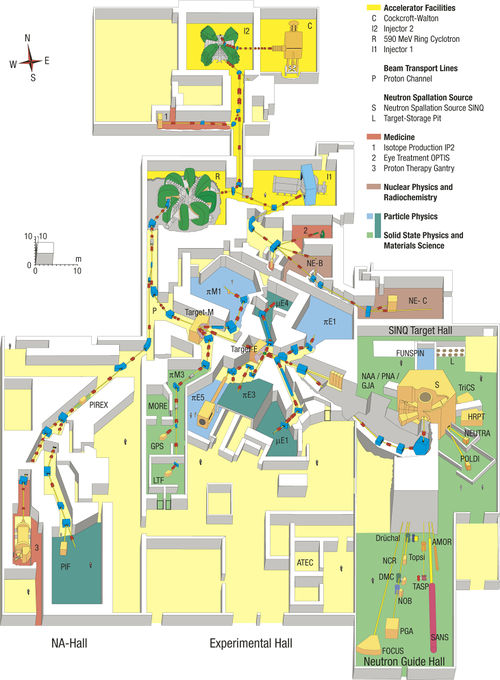 N
W E
S
I2
C
1
R
I1
2
NE-B
NE- C
πM1
µE4
πE1
P
Target-M
Target-E
πM3
πE5
πE3
µE1
MORE
GPS
LTF
PIREX
3
PIF
ATEC
10 10
0 10
m
SINQ Target Hall
FUNSPIN
L
NAA / PNA /
GJA
S
TriCS
HRPT
NEUTRA
POLDI
Drüchal
AMOR
Topsi
NCR
DMC
TASP
NOB
PGA
SANS
FOCUS
Neutron Guide Hall
NA-Hall
Experimental Hall
Accelerator Facilities
C Cockcroft-Walton
I2 Injector 2
R 590 MeV Ring Cyclotron
I1 Injector 1
Beam Transport Lines
P Proton Channel
Neutron Spallation Source
S Neutron Spallation Source SINQ
L Target-Storage Pit
Medicine
1 Isotope Production IP2
2 Eye Treatment OPTIS
3 Proton Therapy Gantry
Nuclear Physics and
Radiochemistry
Particle Physics
Solid State Physics and
Materials Science